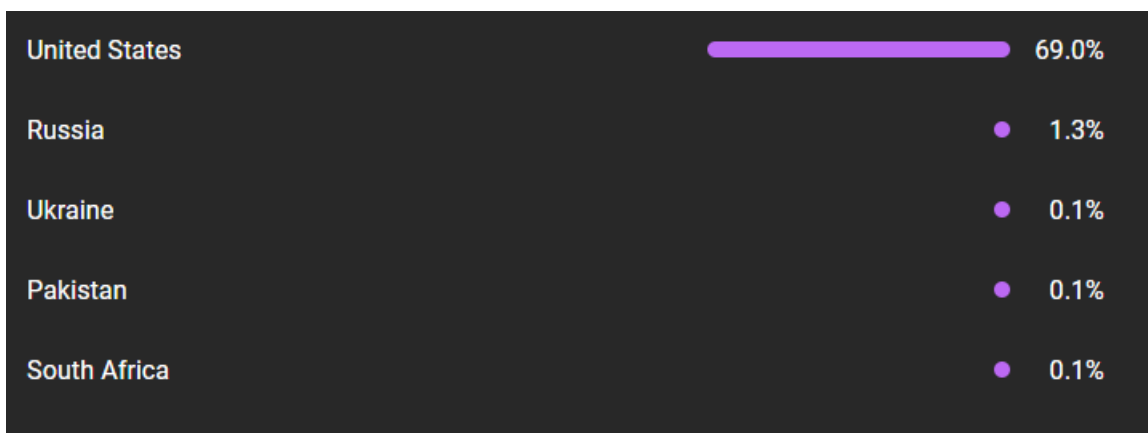 United States 69.0%
Russia 1.3%
Ukraine 0.1%
Pakistan 0.1%
South Africa 0.1%